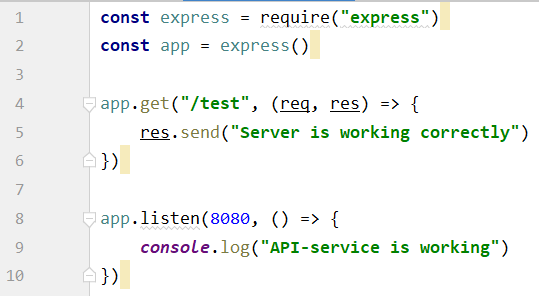 1 const express = require("express")
2 const app = express()
3
4 app.get("/test", (req, res) => {
5 res.send("Server is working correctly")
6 })
7
8 app.listen(8080, () => {
9 console.log("API-service is working")
10 })